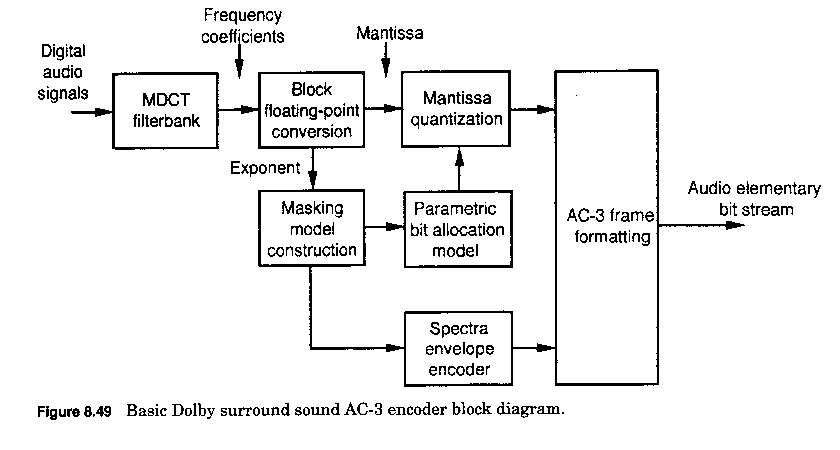 Frequency
coefficients
Mantissa
Digital
audio
signals
MDCT
filterbank
Block
floating-point
conversion
Mantissa
quantization
Exponent
Masking
model
construction
Parametric
bit allocation
model
AC-3 frame
formatting
Audio elementary
bit stream
Spectra
envelope
encoder
Figure 8.49 Basic Dolby surround sound AC-3 encoder block diagram.